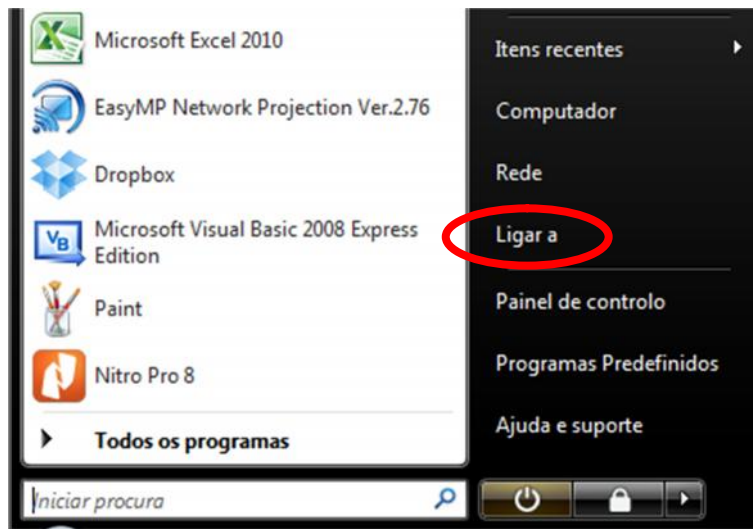 Microsoft Excel 2010
EasyMP Network Projection Ver.2.76
Dropbox
Microsoft Visual Basic 2008 Express
Edition
Paint
Nitro Pro 8
Todos os programas
Iniciar procura
Itens recentes
Computador
Rede
Ligar a
Painel de controlo
Programas Predefinidos
Ajuda e suporte